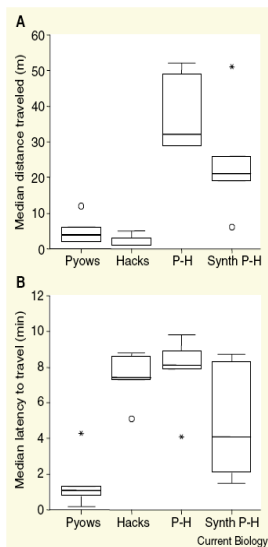 A
Median distance traveled (m)
60
50
40
30
20
10
0
Pyows Hacks P-H Synth P-H
B
Median latency to travel (min)
12
10
8
6
4
2
0
Pyows Hacks P-H Synth P-H
Current Biology